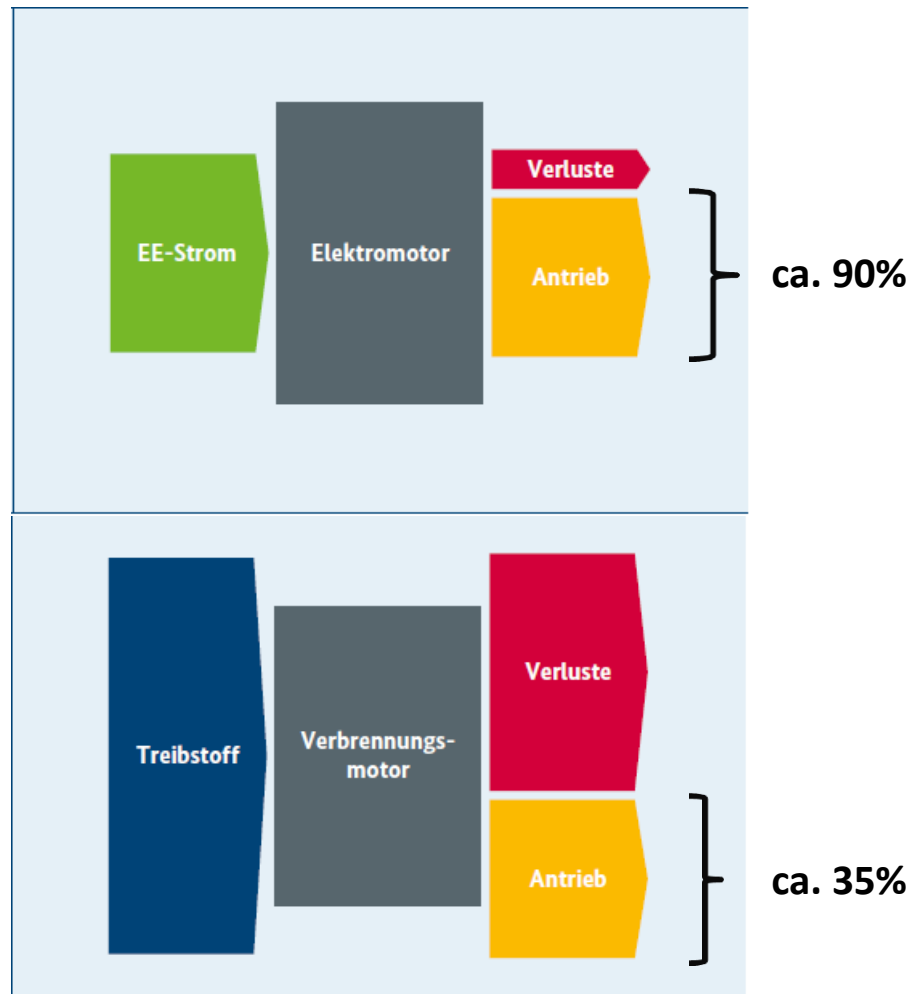 Verluste
EE-Strom
Elektromotor
Antrieb
ca. 90%
Verluste
Treibstoff
Verbrennungs-
motor
Antrieb
ca. 35%